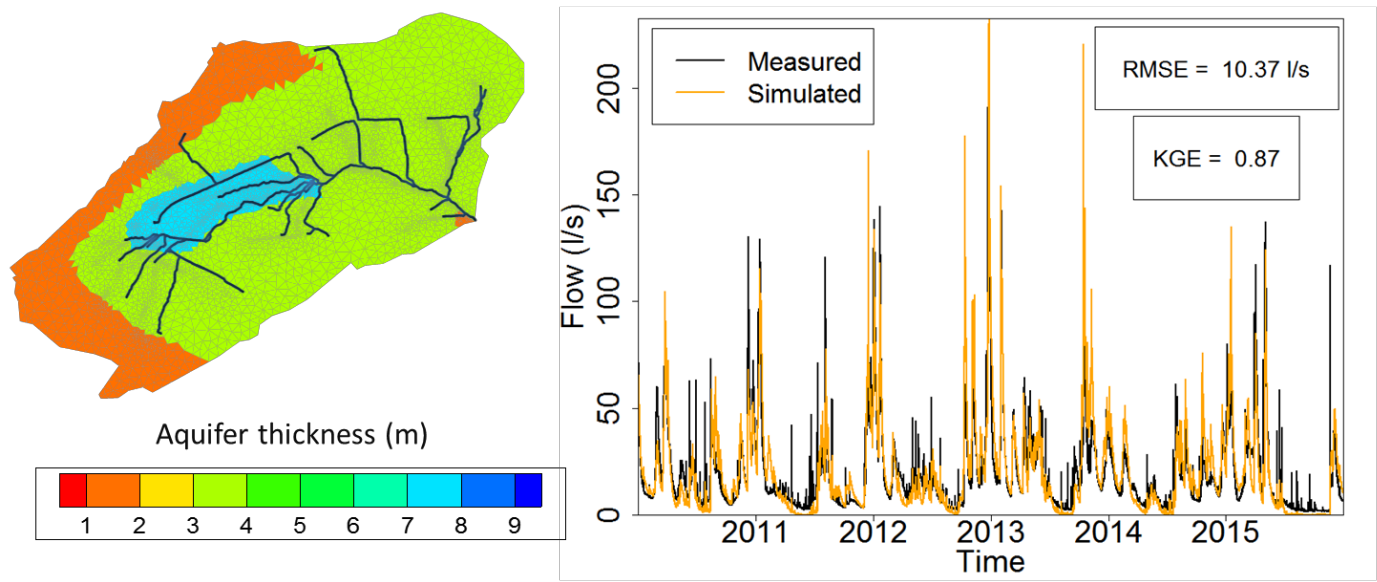 Aquifer thickness (m)
1 2 3 4 5 6 7 8 9
Measured
Simulated
RMSE = 10.37 l/s
KGE = 0.87
Flow (l/s)
200
150
100
50
0
2011 2012 2013 2014 2015
Time